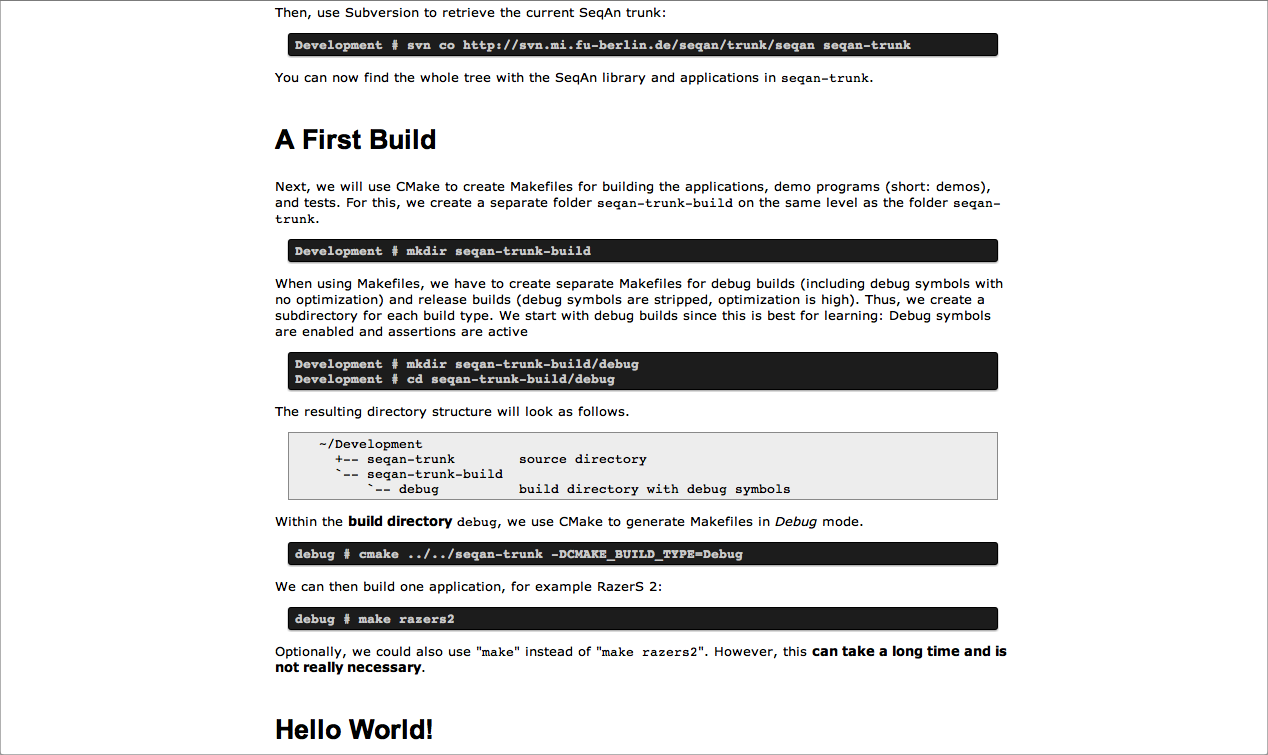 Then, use Subversion to retrieve the current SeqAn trunk:
Development # svn co http://svn.mi.fu-berlin.de/seqan/trunk/seqan seqan-trunk
You can now find the whole tree with the SeqAn library and applications in seqan-trunk.
A First Build
Next, we will use CMake to create Makefiles for building the applications, demo programs (short: demos),
and tests. For this, we create a separate folder seqan-trunk-build on the same level as the folder seqan-
trunk.
Development # mkdir seqan-trunk-build
When using Makefiles, we have to create separate Makefiles for debug builds (including debug symbols with
no optimization) and release builds (debug symbols are stripped, optimization is high). Thus, we create a
subdirectory for each build type. We start with debug builds since this is best for learning: Debug symbols
are enabled and assertions are active
Development # mkdir seqan-trunk-build/debug
Development # cd seqan-trunk-build/debug
The resulting directory structure will look as follows.
~/Development
+-- seqan-trunk        source directory
`-- seqan-trunk-build
`-- debug          build directory with debug symbols
Within the build directory debug, we use CMake to generate Makefiles in Debug mode.
debug # cmake ../../seqan-trunk -DCMAKE_BUILD_TYPE=Debug
We can then build one application, for example RazerS 2:
debug # make razers2
Optionally, we could also use "make" instead of "make razers2". However, this can take a long time and is
not really necessary.
Hello World!